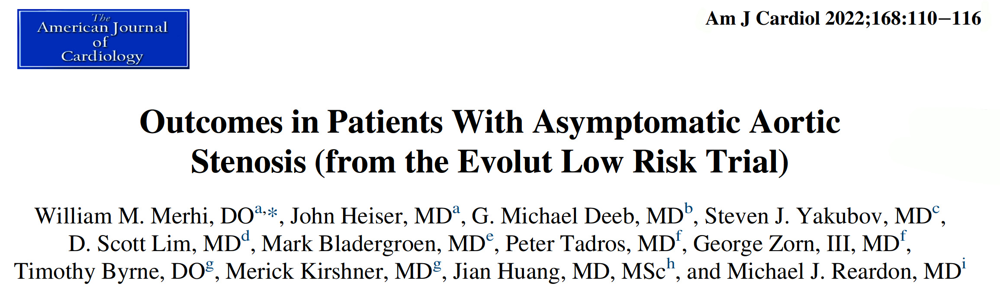 The
American Journal
of
Cardiology
Am J Cardiol 2022;168:110−116
Outcomes in Patients With Asymptomatic Aortic
Stenosis (from the Evolut Low Risk Trial)
William M. Merhi, DOa,*, John Heiser, MDa, G. Michael Deeb, MDb, Steven J. Yakubov, MDc,
D. Scott Lim, MDd, Mark Bladergroen, MDe, Peter Tadros, MDf, George Zorn, III, MDf,
Timothy Byrne, DOg, Merick Kirshner, MDg, Jian Huang, MD, MSch, and Michael J. Reardon, MDi